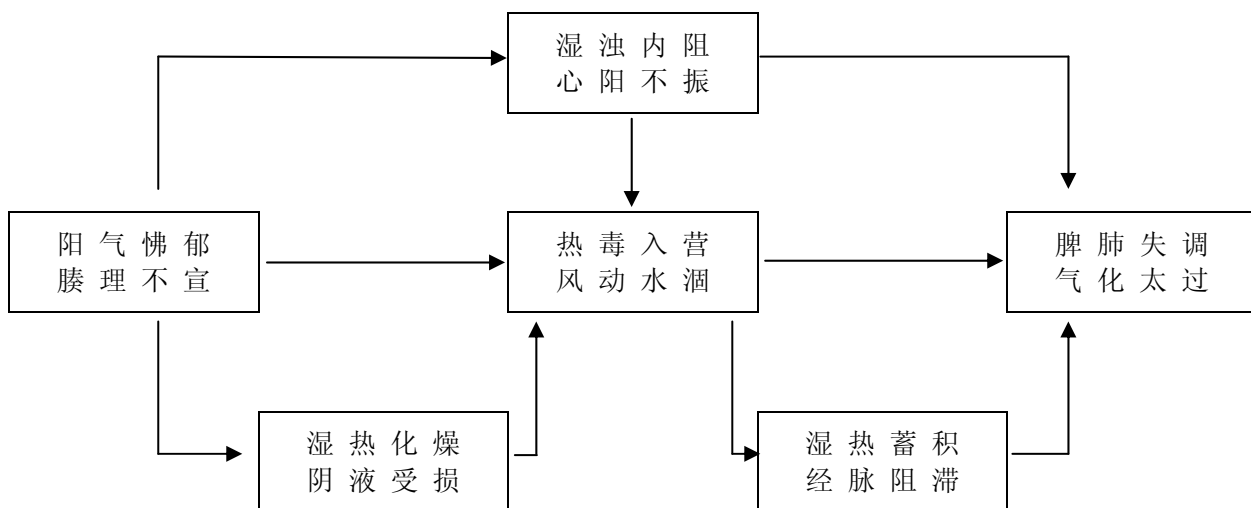 湿浊内阻
心阳不振
阳气怫郁
腠理不宣
热毒入营
风动水涸
脾肺失调
气化太过
湿热化燥
阴液受损
湿热蓄积
经脉阻滞